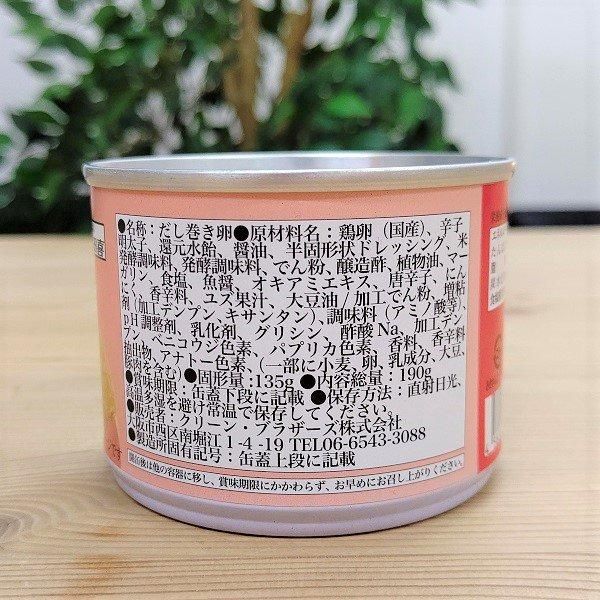 ●名称：だし巻き卵●原材料名：鶏卵（国産）、辛子
明太子、還元水飴、醤油、半固形状ドレッシング、米
発酵調味料、発酵調味料、でん粉、醸造酢、植物油、マー
ガリン、食塩、魚醤、オキアミエキス、唐辛子、にん
にく、香辛料、ユズ果汁、大豆油／加工でん粉、増粘
剤（加工デンプン、キサンタン）、調味料（アミノ酸等）、
pH調整剤、乳化剤、グリシン、酢酸Na、加工デン
プン、ベニコウジ色素、パプリカ色素、香料、香辛料
抽出物、アナトー色素、（一部に小麦、卵、乳成分、大豆、
豚肉を含む）●固形量：135g●内容総量：190g
●賞味期限：缶蓋下段に記載●保存方法：直射日光、
高温多湿を避け常温で保存してください。
●販売者：クリーン・ブラザーズ株式会社
大阪市西区南堀江1-4-19 TEL06-6543-3088
●製造所固有記号：缶蓋上段に記載
開缶後は他の容器に移し、賞味期限にかかわらず、お早めにお召し上がりください。